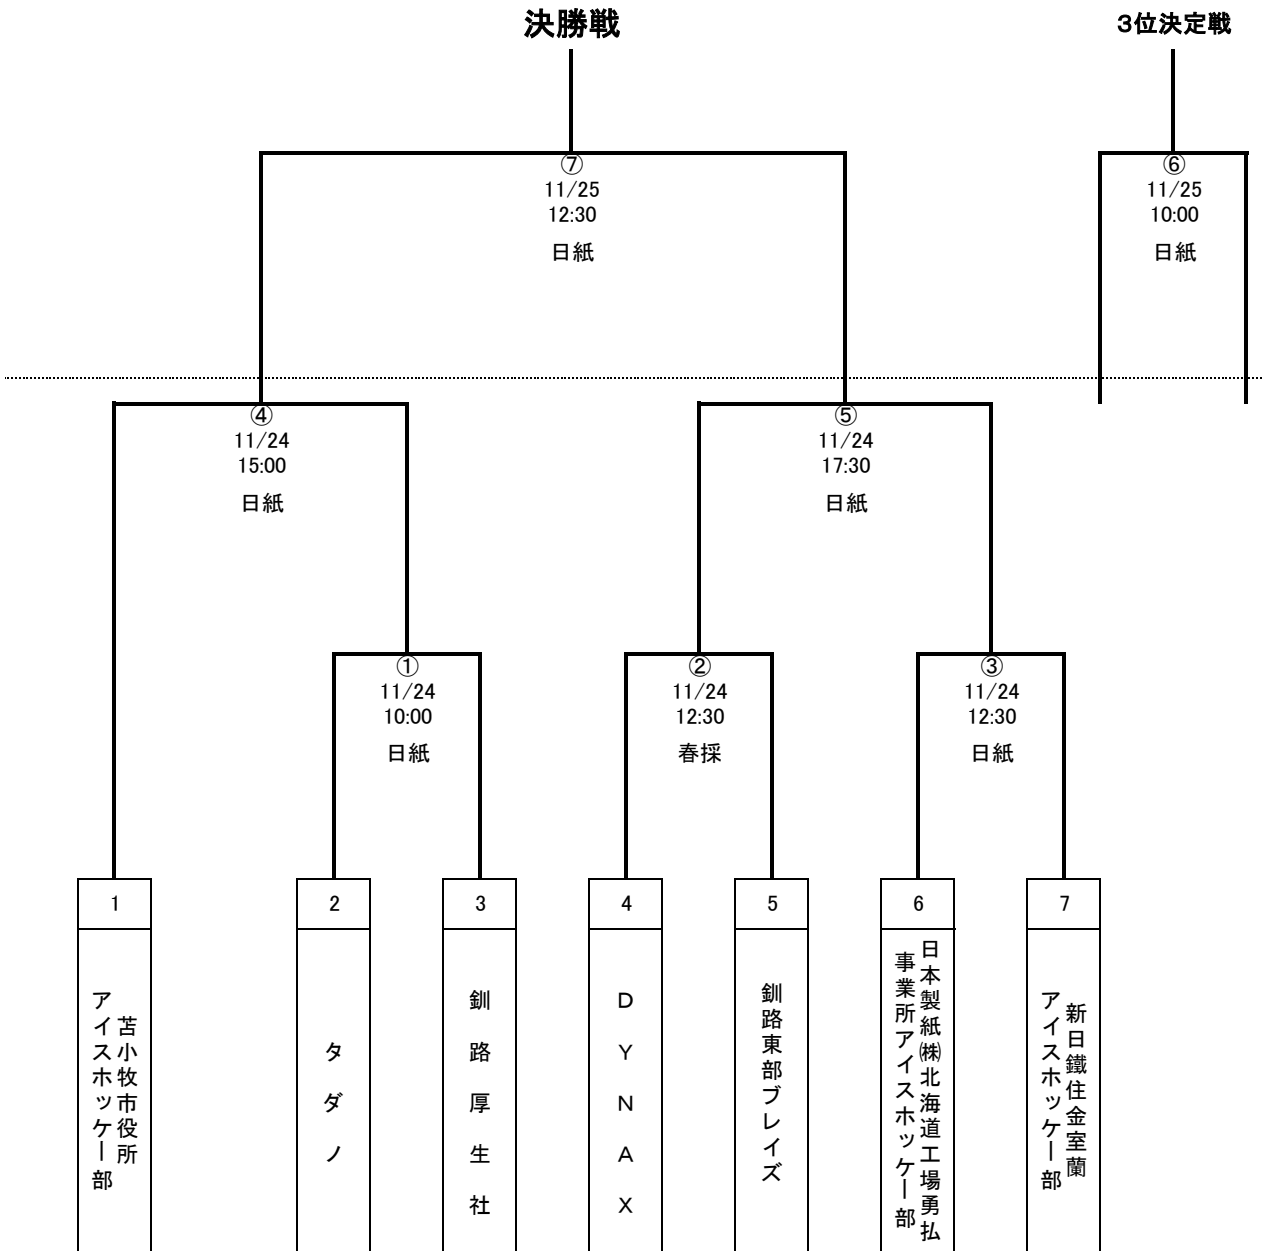 決勝戦
3位決定戦
⑦
11/25
12:30
日紙
⑥
11/25
10:00
日紙
④
11/24
15:00
日紙
⑤
11/24
17:30
日紙
①
11/24
10:00
日紙
②
11/24
12:30
春採
③
11/24
12:30
日紙
1
苫小牧市役所
アイスホッケー部
2
タダノ
3
釧路厚生社
4
DYNAX
5
釧路東部ブレイズ
6
日本製紙㈱北海道工場勇払
事業所アイスホッケー部
7
新日鐵住金室蘭
アイスホッケー部